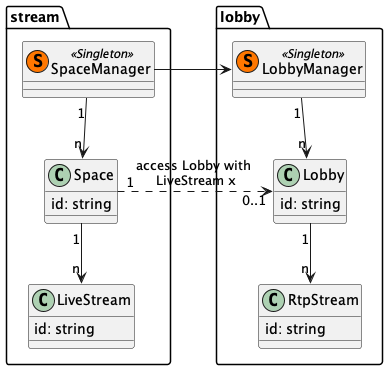 stream
lobby
S
«Singleton»
SpaceManager
S
«Singleton»
LobbyManager
1
n
1
n
C Space
id: string
access Lobby with
LiveStream x
1
0..1
C Lobby
id: string
1
n
1
n
C LiveStream
id: string
C RtpStream
id: string